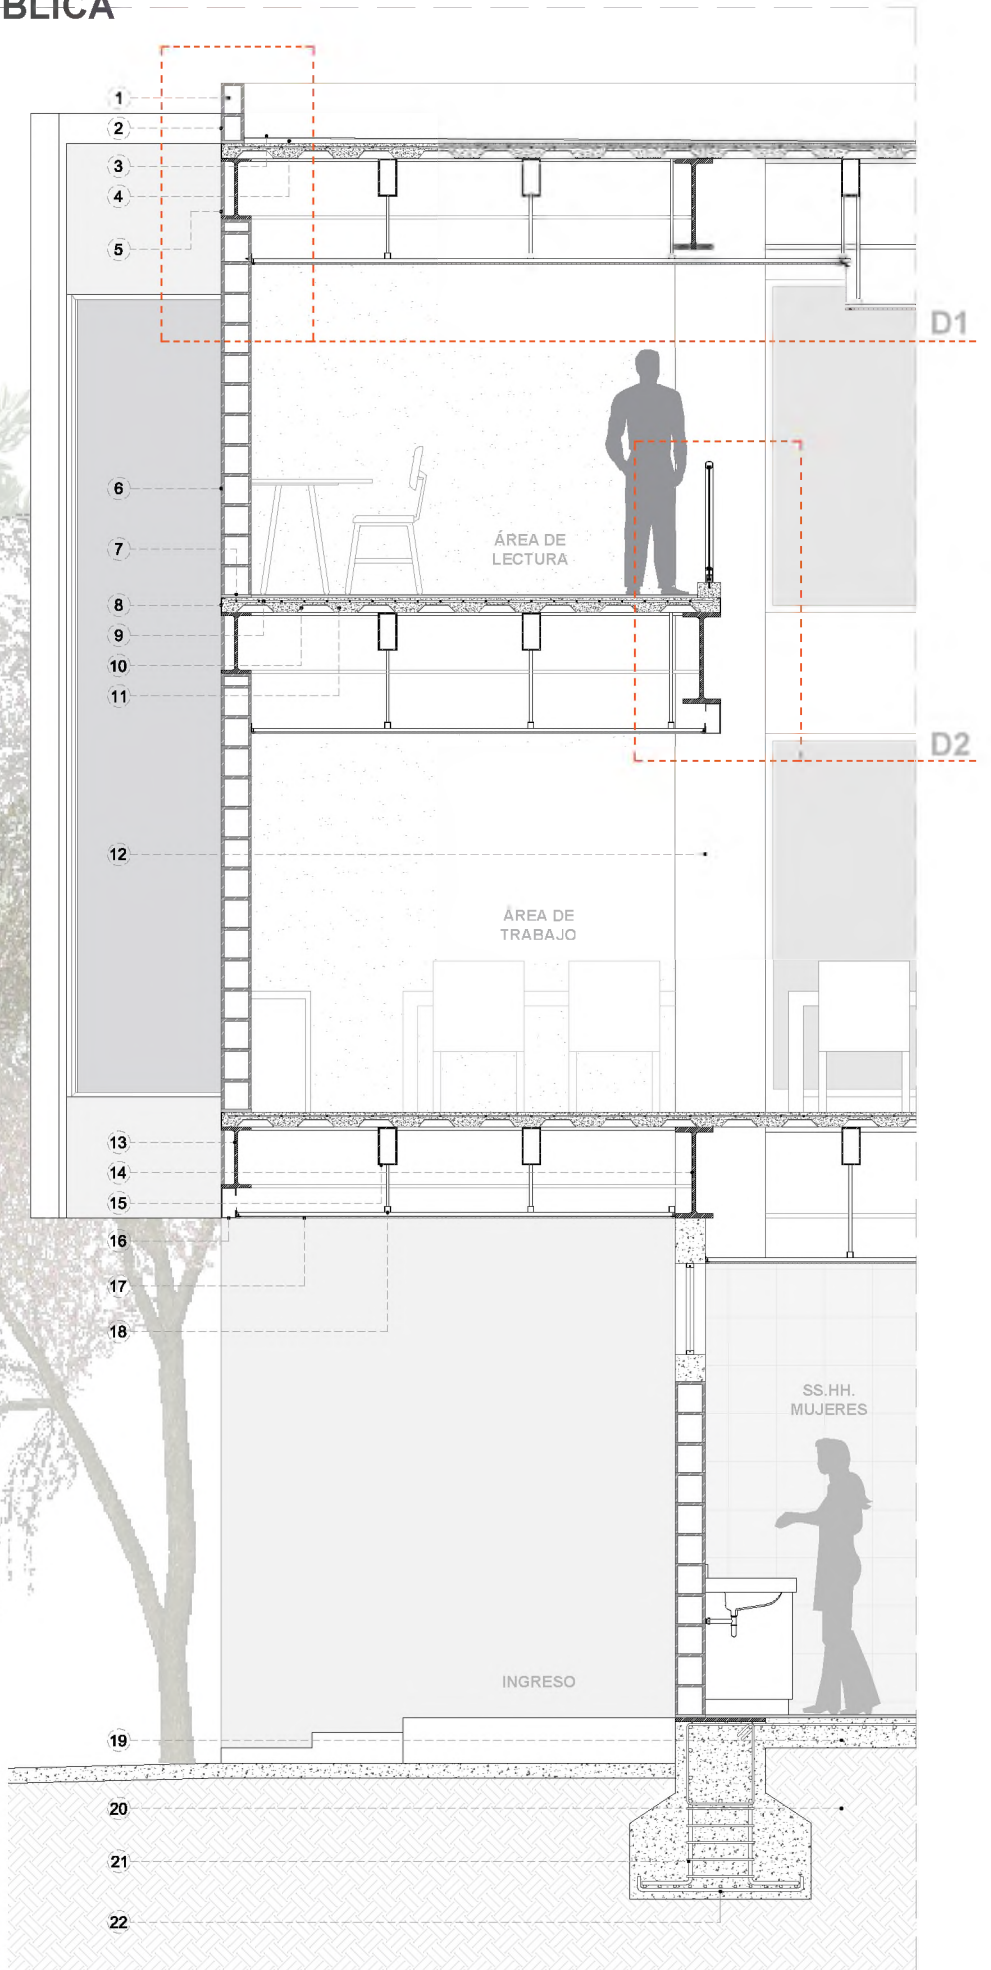 BLICA
1
2
3
4
5
D1
6
ÁREA DE
LECTURA
7
8
9
10
11
D2
12
ÁREA DE
TRABAJO
13
14
15
16
17
18
SS.HH.
MUJERES
INGRESO
19
20
21
22